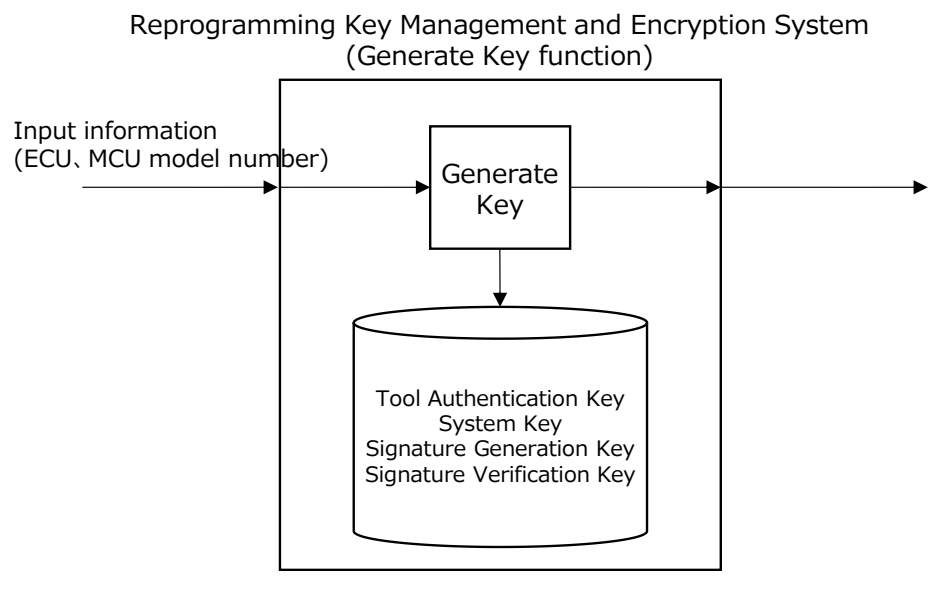 Reprogramming Key Management and Encryption System
(Generate Key function)
Input information
(ECU、MCU model number)
Generate
Key
Tool Authentication Key
System Key
Signature Generation Key
Signature Verification Key